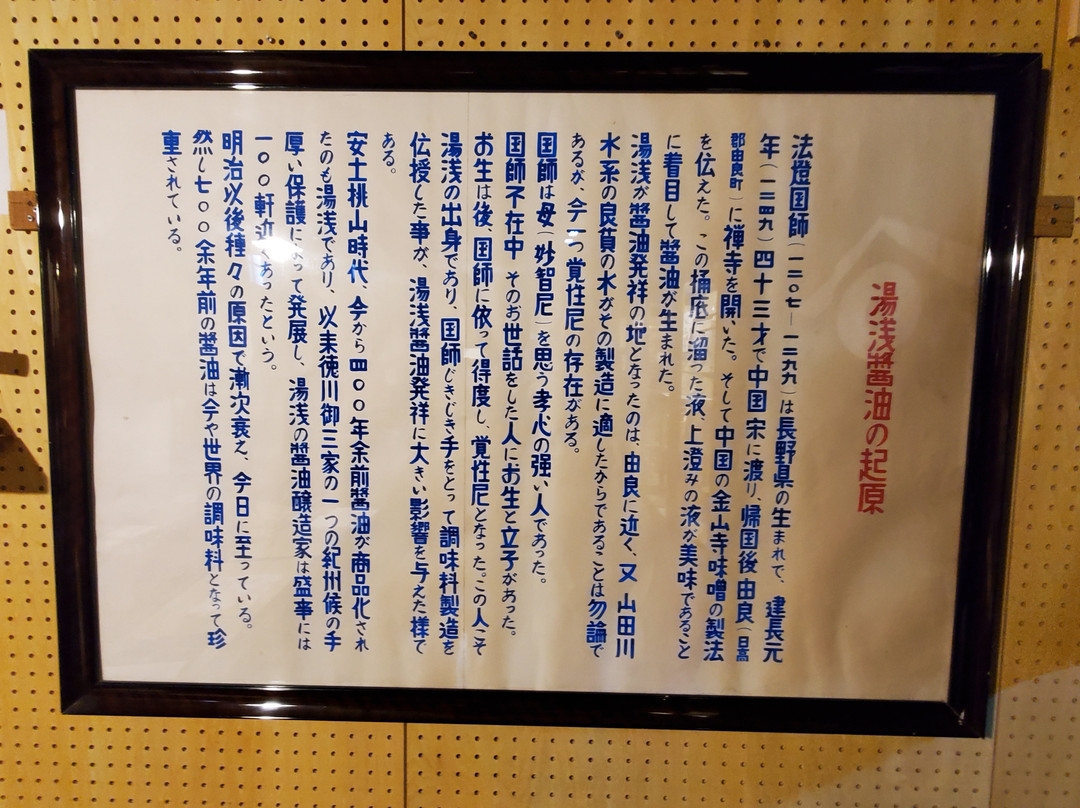 湯浅醬油の起原
法燈国師(一二〇七―一二九九)は長野県の生まれで、建長元
年(一二四九)四十三才で中国宋に渡り、帰国後由良(日高
郡由良町)に禅寺を開いた。そして中国の金山寺味噌の製法
を伝えた。この桶底に溜った液、上澄みの液が美味であること
に着目して醬油が生まれた。
湯浅が醬油発祥の地となったのは、由良に近く、又山田川
水系の良質の水がその製造に適したからであることは勿論で
あるが、今一つ覚性尼の存在がある。
国師は母(妙智尼)を思う孝心の強い人であった。
国師不在中そのお世話をした人にお生と立子があった。
お生は後、国師に依って得度し、覚性尼となった。この人こそ
湯浅の出身であり、国師じきじき手をとって調味料製造を
伝授した事が、湯浅醬油発祥に大きい影響を与えた様で
ある。
安土桃山時代、今から四〇〇年余前醬油が商品化され
たのも湯浅であり、以来徳川御三家の一つの紀州候の手
厚い保護によって発展し、湯浅の醬油醸造家は盛事には
一〇〇軒近くあったという。
明治以後種々の原因で漸次衰え、今日に至っている。
然し七〇〇余年前の醬油は今や世界の調味料となって珍
重されている。